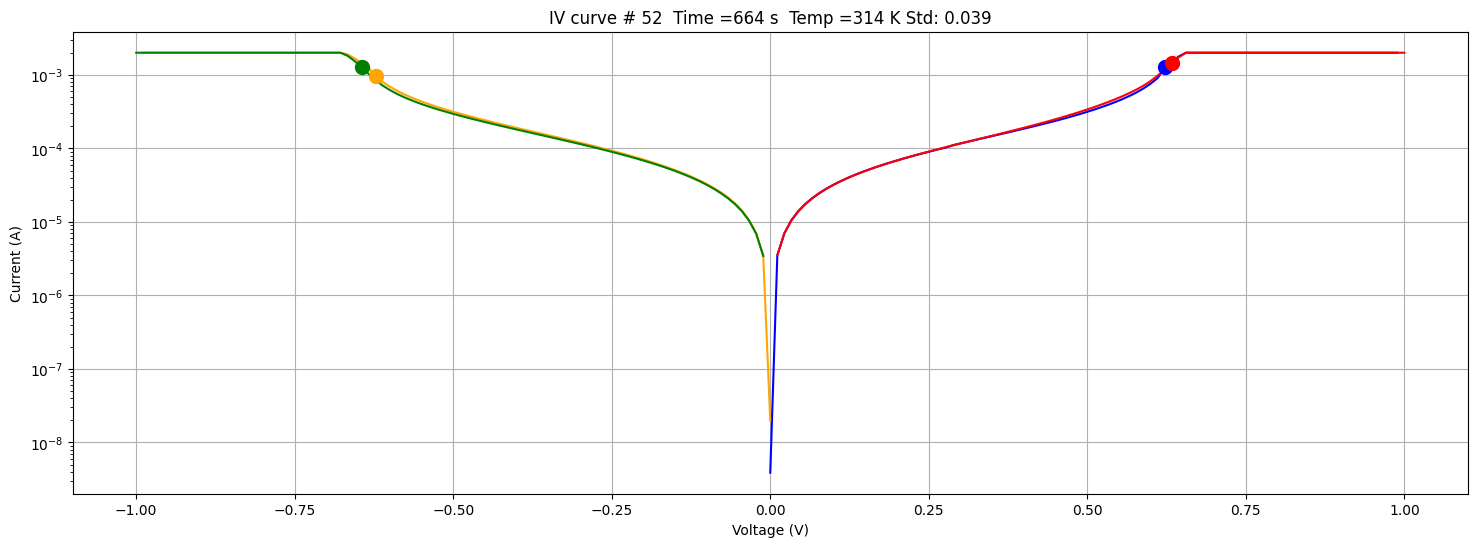 IV curve # 52  Time =664 s  Temp =314 K Std: 0.039
Current (A)
10⁻³
10⁻⁴
10⁻⁵
10⁻⁶
10⁻⁷
10⁻⁸
−1.00 −0.75 −0.50 −0.25 0.00 0.25 0.50 0.75 1.00
Voltage (V)